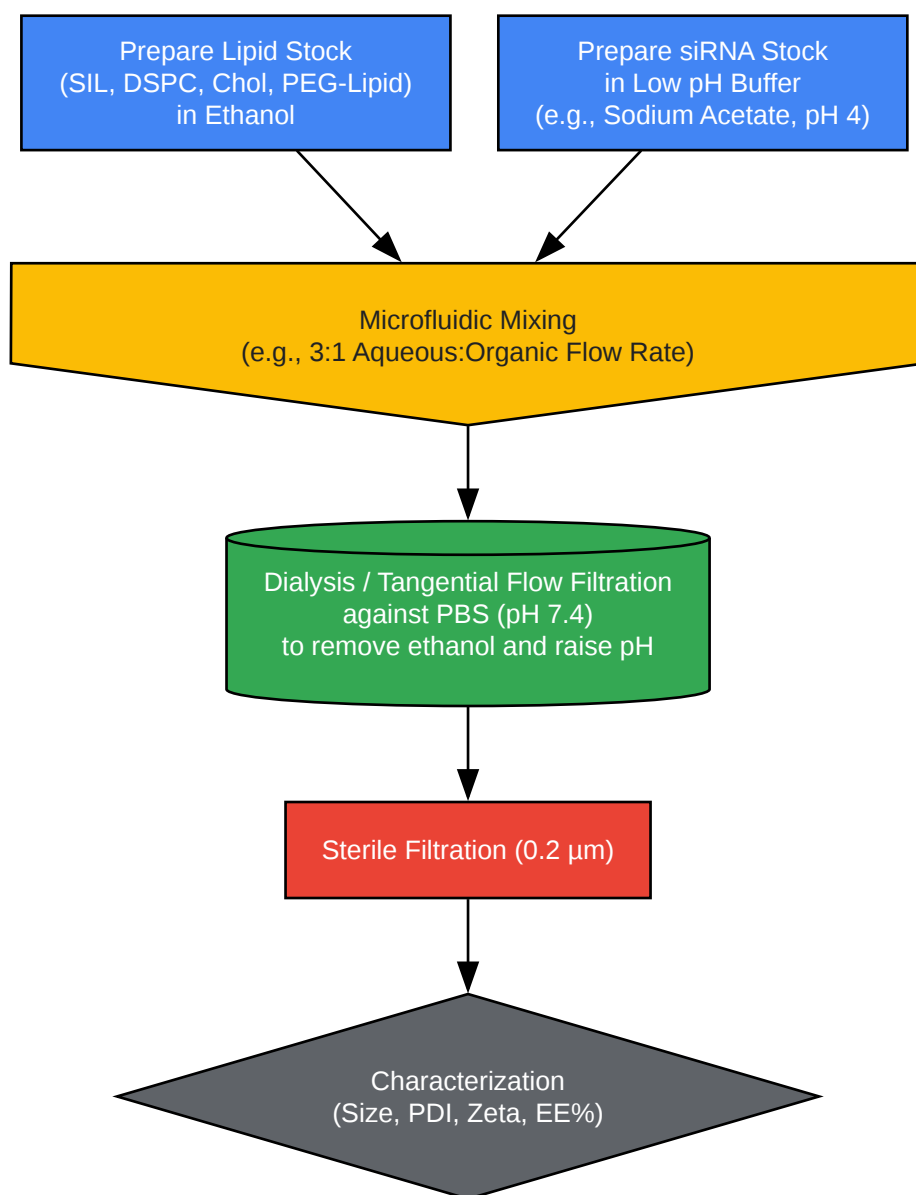 Prepare Lipid Stock
(SIL, DSPC, Chol, PEG-Lipid)
in Ethanol
Prepare siRNA Stock
in Low pH Buffer
(e.g., Sodium Acetate, pH 4)
Microfluidic Mixing
(e.g., 3:1 Aqueous:Organic Flow Rate)
Dialysis / Tangential Flow Filtration
against PBS (pH 7.4)
to remove ethanol and raise pH
Sterile Filtration (0.2 µm)
Characterization
(Size, PDI, Zeta, EE%)